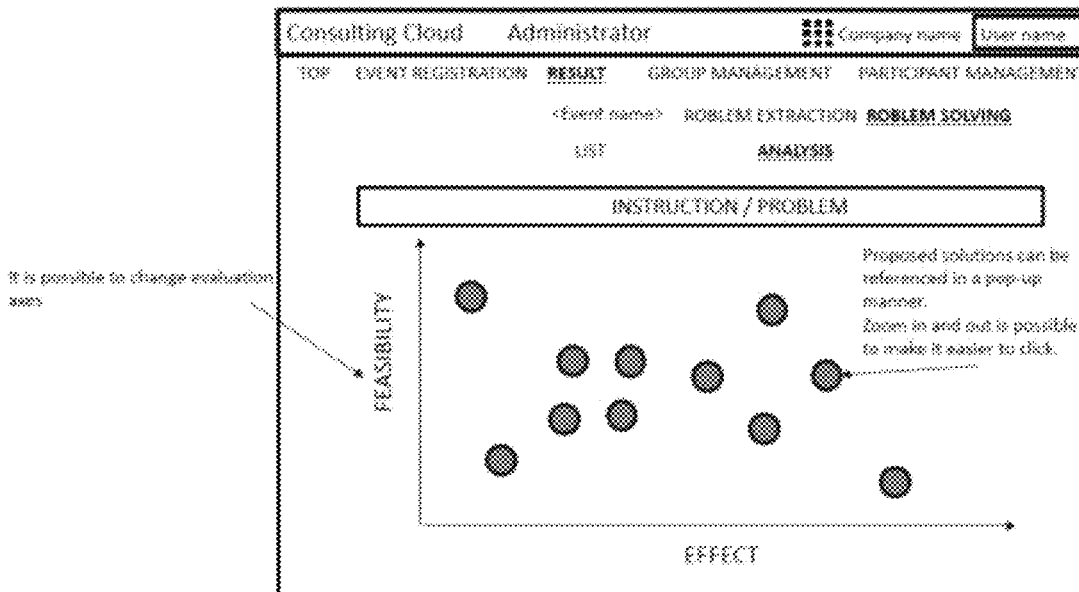 Consulting Cloud Administrator Company name User name
TOP EVENT REGISTRATION RESULT GROUP MANAGEMENT PARTICIPANT MANAGEMENT
<Event name> ROBLEM EXTRACTION ROBLEM SOLVING
LIST ANALYSIS
INSTRUCTION / PROBLEM
It is possible to change evaluation
axes
FEASIBILITY
Proposed solutions can be
referenced in a pop-up
manner.
Zoom in and out is possible
to make it easier to click.
EFFECT